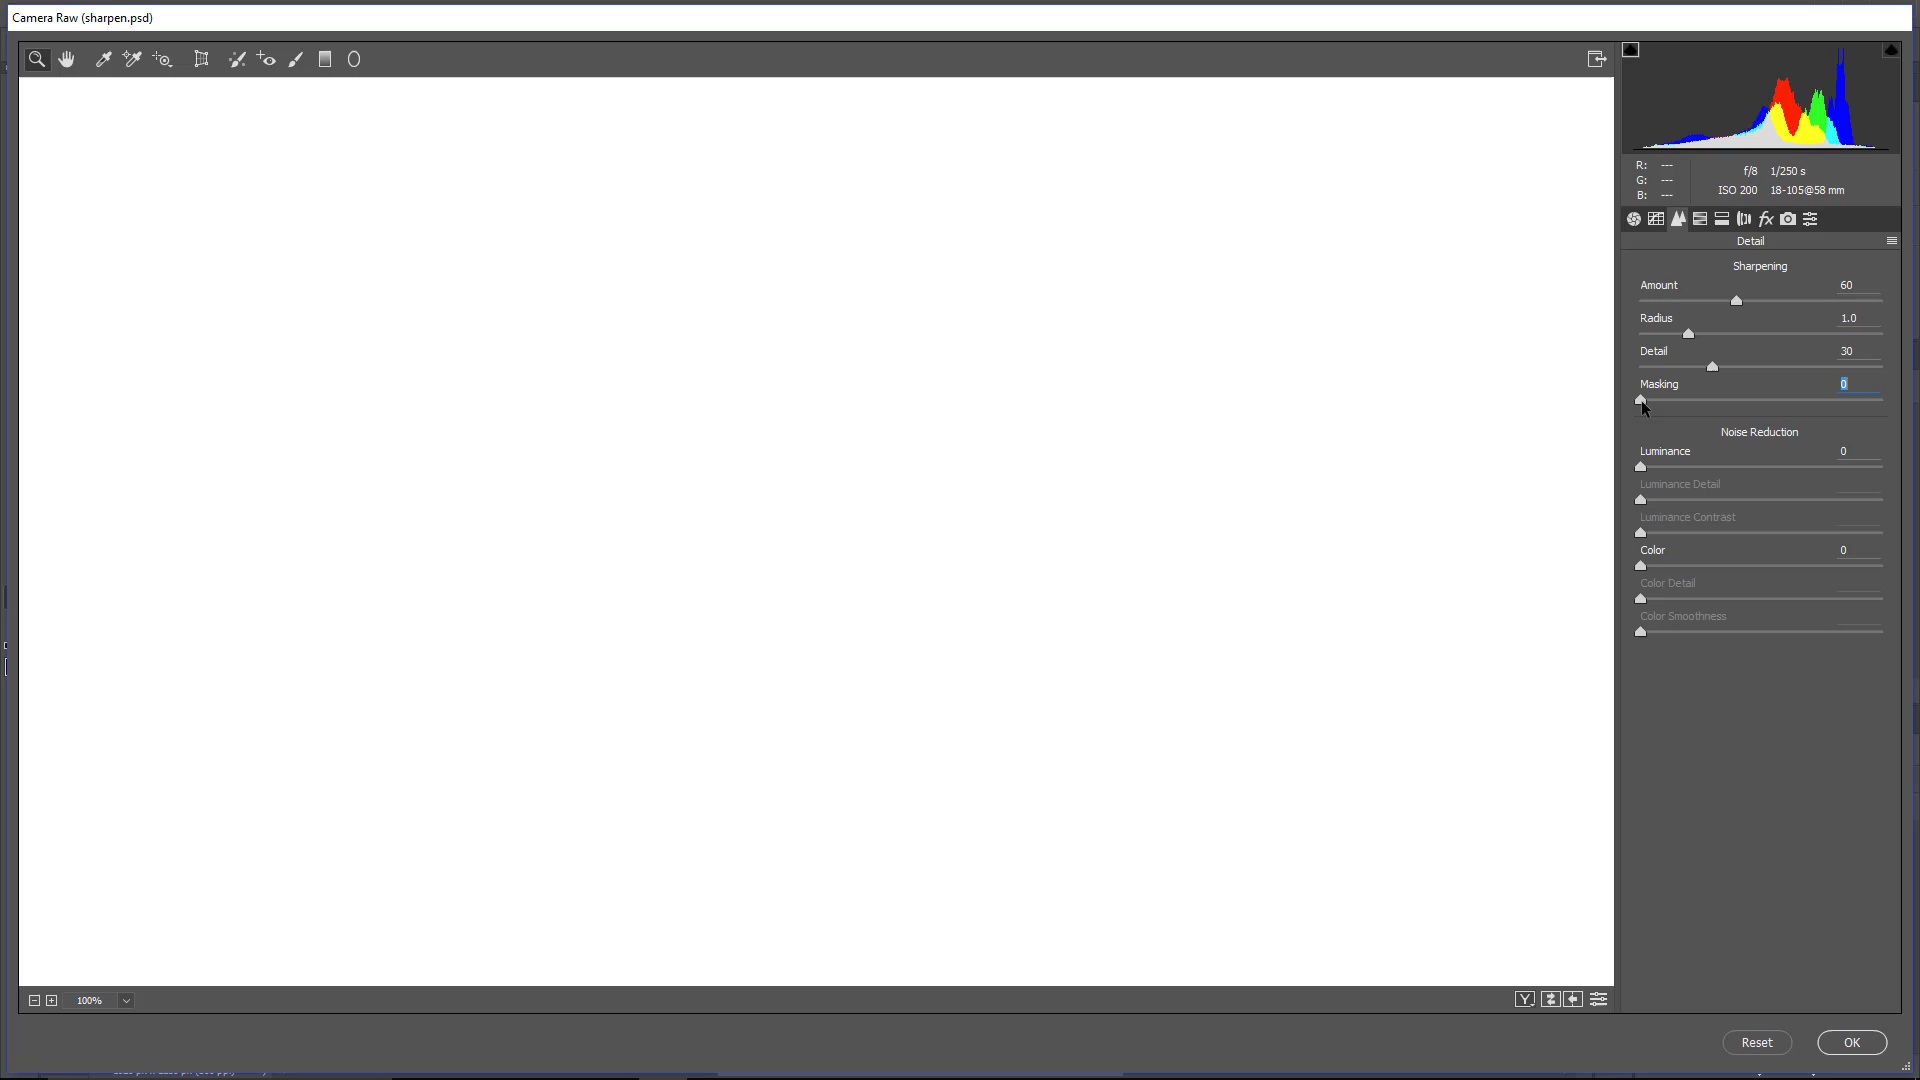 Camera Raw (sharpen.psd)
R: ---
G: ---
B: ---
f/8 1/250 s
ISO 200 18-105@58 mm
fx
Detail
Sharpening
Amount 60
Radius 1.0
Detail 30
Masking 0
Noise Reduction
Luminance 0
Luminance Detail
Luminance Contrast
Color 0
Color Detail
Color Smoothness
100%
Y
Reset OK